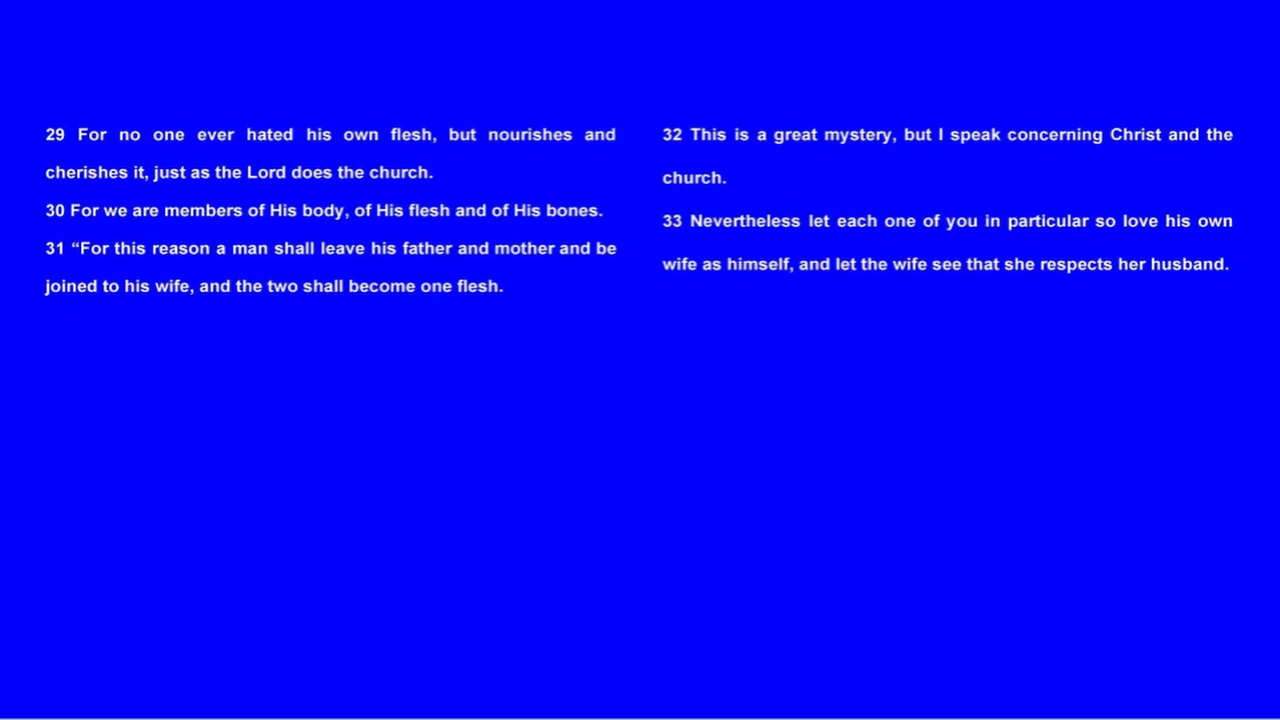 29 For no one ever hated his own flesh, but nourishes and
cherishes it, just as the Lord does the church.
30 For we are members of His body, of His flesh and of His bones.
31 “For this reason a man shall leave his father and mother and be
joined to his wife, and the two shall become one flesh.
32 This is a great mystery, but I speak concerning Christ and the
church.
33 Nevertheless let each one of you in particular so love his own
wife as himself, and let the wife see that she respects her husband.